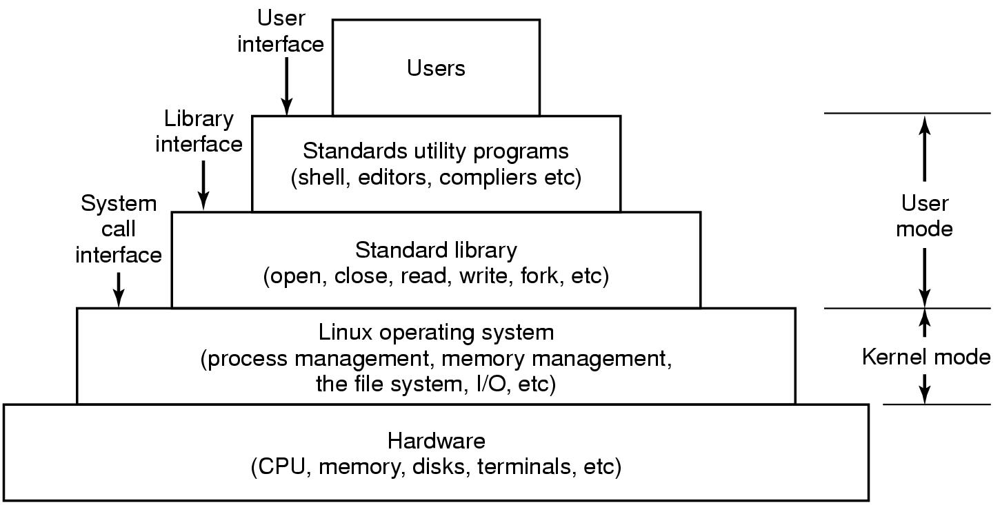 User
interface
Users
Library
interface
Standards utility programs
(shell, editors, compliers etc)
System
call
interface
User
mode
Standard library
(open, close, read, write, fork, etc)
Linux operating system
(process management, memory management,
the file system, I/O, etc)
Kernel mode
Hardware
(CPU, memory, disks, terminals, etc)